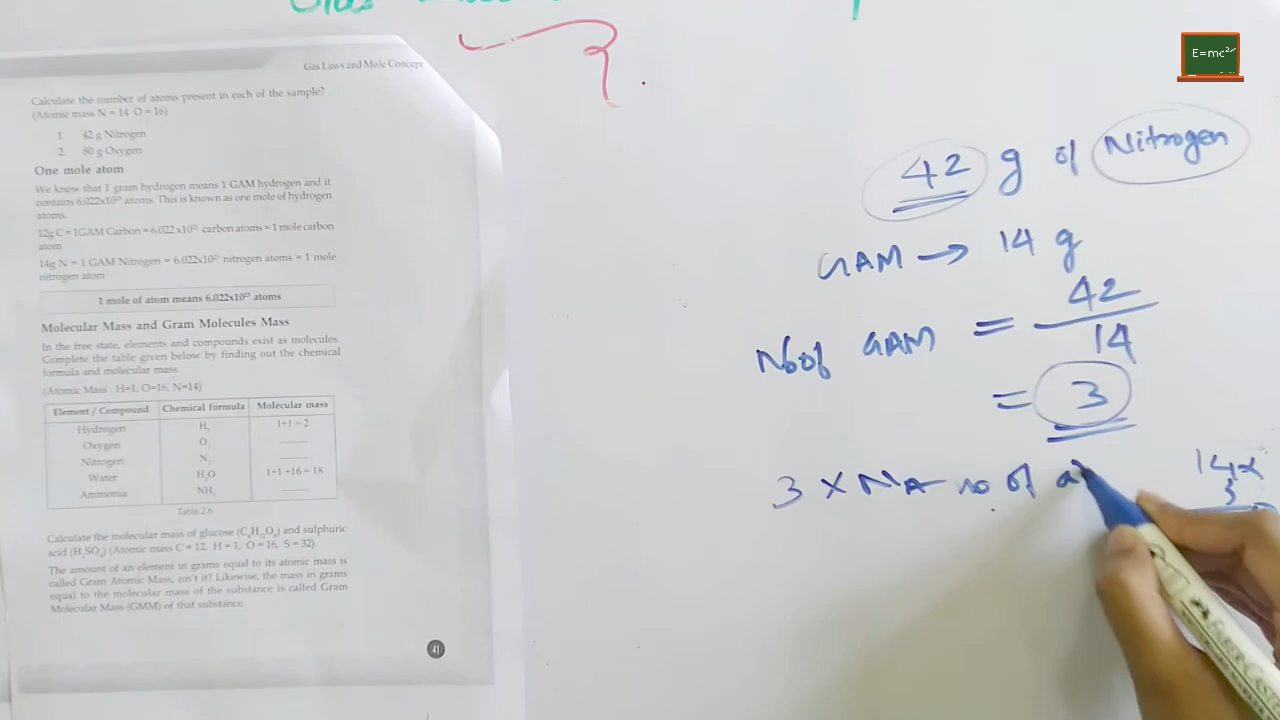 E=mc²
Gas Laws and Mole Concept
Calculate the number of atoms present in each of the sample?
(Atomic mass N = 14 O = 16)
1. 42 g Nitrogen
2. 80 g Oxygen
One mole atom
We know that 1 gram hydrogen means 1 GAM hydrogen and it
contains 6.022x10²³ atoms. This is known as one mole of hydrogen
atoms.
12g C = 1GAM Carbon = 6.022 x10²³ carbon atoms = 1 mole carbon
atom
14g N = 1 GAM Nitrogen = 6.022x10²³ nitrogen atoms = 1 mole
nitrogen atom
1 mole of atom means 6.022x10²³ atoms
Molecular Mass and Gram Molecules Mass
In the free state, elements and compounds exist as molecules.
Complete the table given below by finding out the chemical
formula and molecular mass.
(Atomic Mass : H=1, O=16, N=14)
Element / Compound Chemical formula Molecular mass
Hydrogen H₂ 1+1 = 2
Oxygen O₂
Nitrogen N₂
Water H₂O 1+1 +16 = 18
Ammonia NH₃
Table 2.6
Calculate the molecular mass of glucose (C₆H₁₂O₆) and sulphuric
acid (H₂SO₄) (Atomic mass C = 12, H = 1, O = 16, S = 32).
The amount of an element in grams equal to its atomic mass is
called Gram Atomic Mass, isn't it? Likewise, the mass in grams
equal to the molecular mass of the substance is called Gram
Molecular Mass (GMM) of that substance.
41
42 g of Nitrogen
GAM → 14 g
No of GAM = 42
14
= 3
3 × NA no of a
14×
3